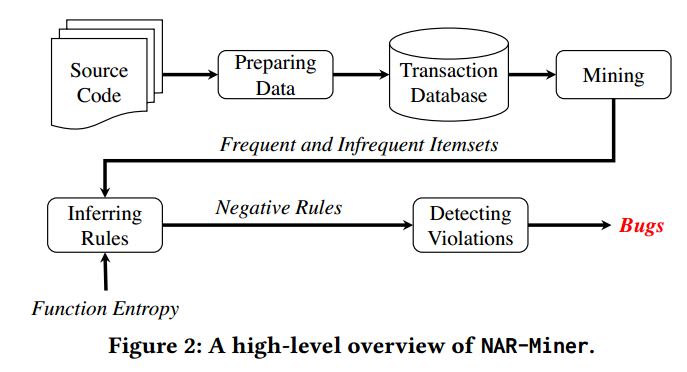 Source
Code
Preparing
Data
Transaction
Database
Mining
Frequent and Infrequent Itemsets
Inferring
Rules
Negative Rules
Detecting
Violations
Bugs
Function Entropy
Figure 2: A high-level overview of NAR-Miner.